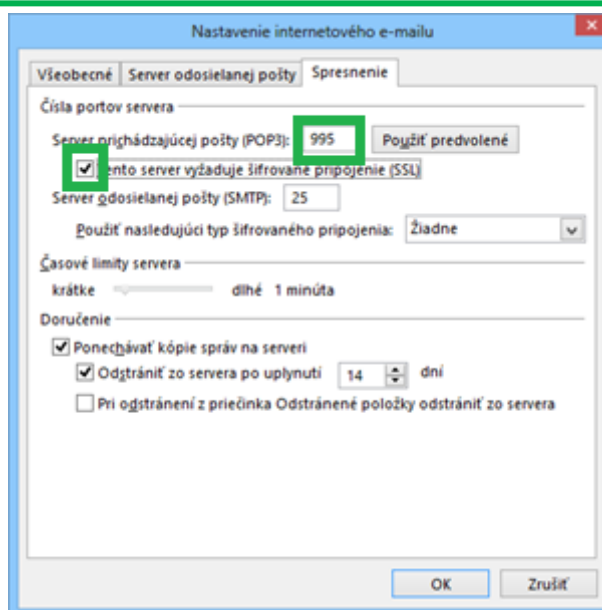 Nastavenie internetového e-mailu
Všeobecné Server odosielanej pošty Spresnenie
Čísla portov servera
Server prichádzajúcej pošty (POP3): 995 Použiť predvolené
ento server vyžaduje šifrované pripojenie (SSL)
Server odosielanej pošty (SMTP): 25
Použiť nasledujúci typ šifrovaného pripojenia: Žiadne
Časové limity servera
krátke dlhé 1 minúta
Doručenie
Ponechávať kópie správ na serveri
Odstrániť zo servera po uplynutí 14 dní
Pri odstránení z priečinka Odstránené položky odstrániť zo servera
OK Zrušiť